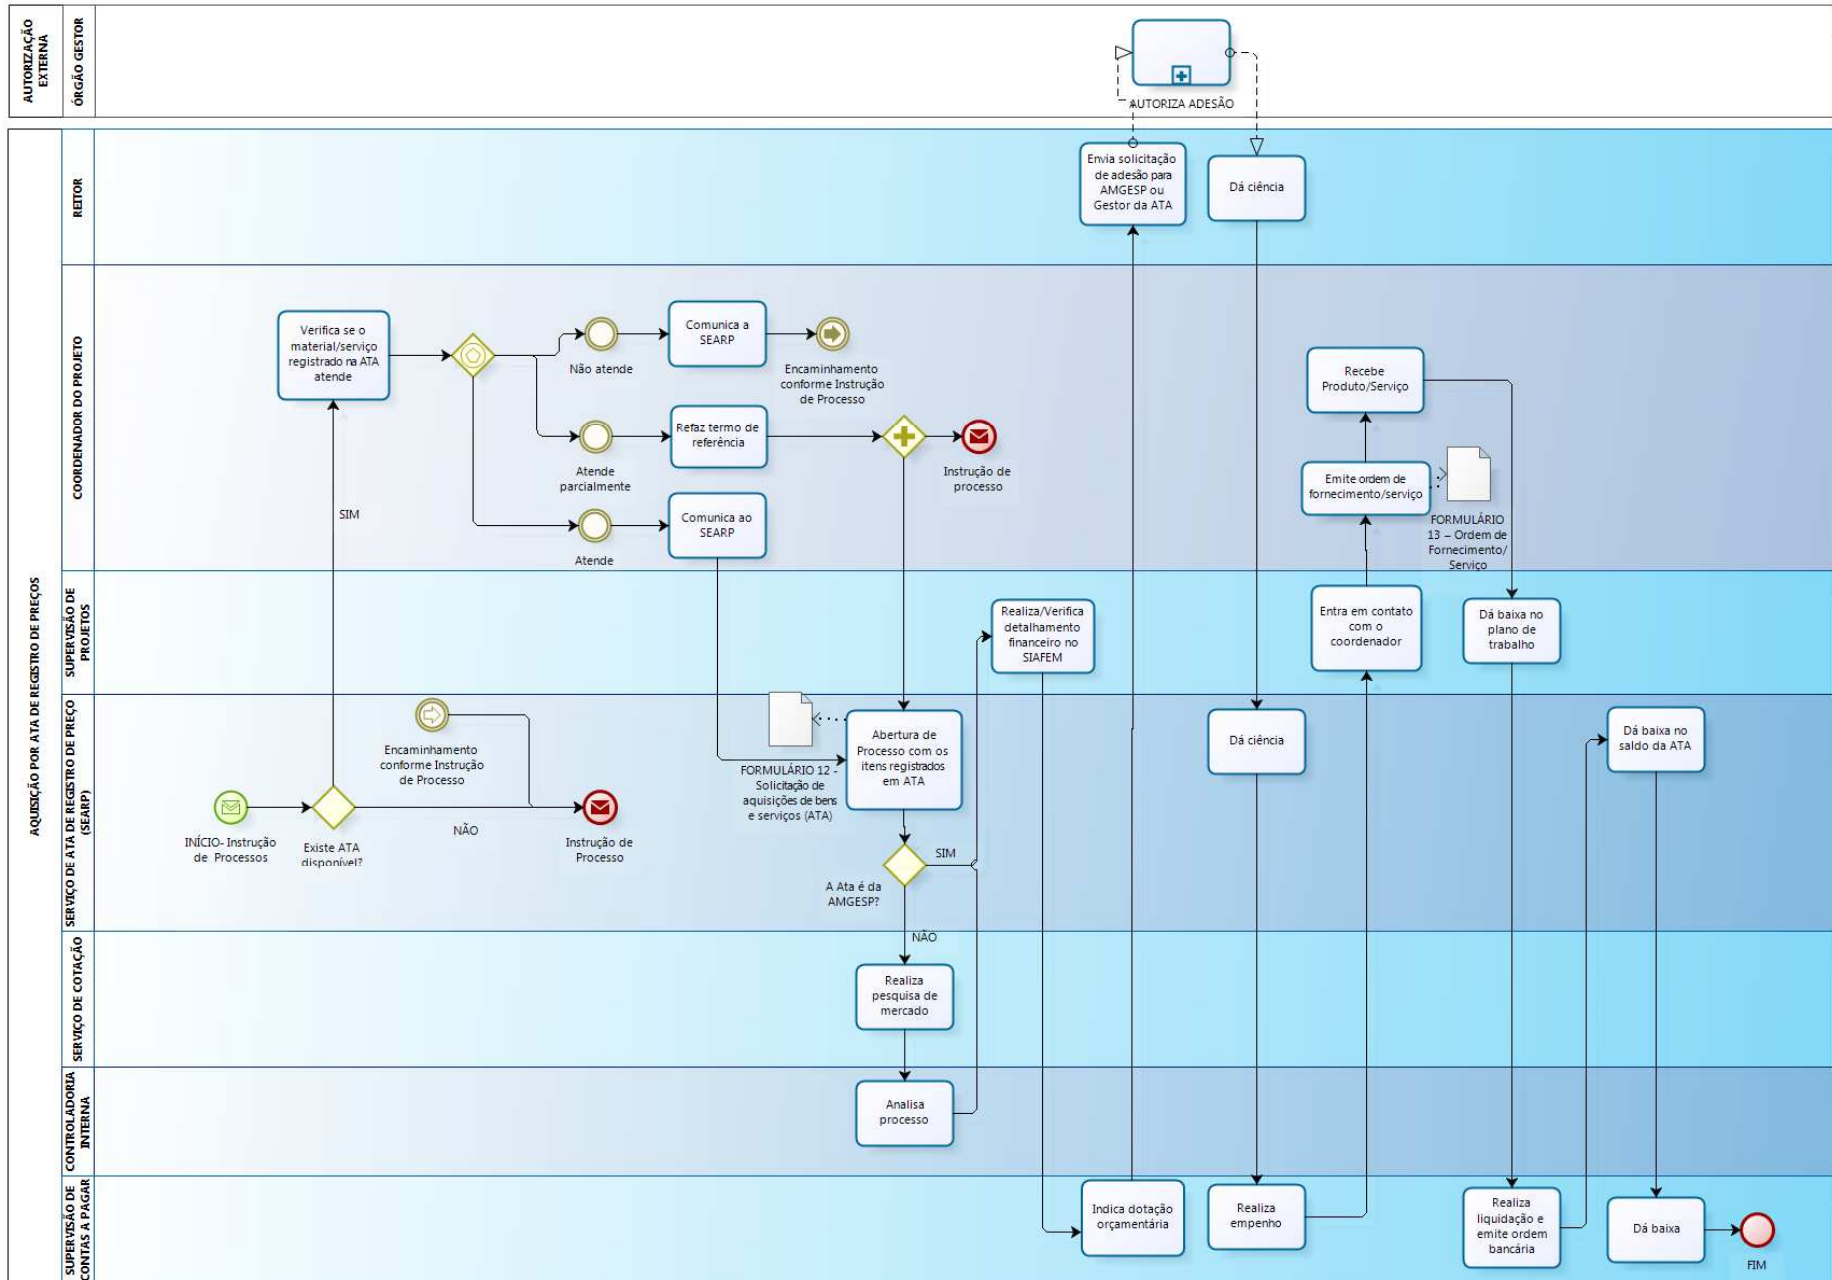 AUTORIZAÇÃO
EXTERNA
ÓRGÃO GESTOR
AUTORIZA ADESÃO
AQUISIÇÃO POR ATA DE REGISTRO DE PREÇOS
REITOR
Envia solicitação
de adesão para
AMGESP ou
Gestor da ATA
Dá ciência
COORDENADOR DO PROJETO
Verifica se o
material/serviço
registrado na ATA
atende
SIM
Não atende
Comunica a
SEARP
Encaminhamento
conforme Instrução
de Processo
Atende
parcialmente
Refaz termo de
referência
Instrução de
processo
Atende
Comunica ao
SEARP
Recebe
Produto/Serviço
Emite ordem de
fornecimento/serviço
FORMULÁRIO
13 – Ordem de
Fornecimento/
Serviço
SUPERVISÃO DE
PROJETOS
Realiza/Verifica
detalhamento
financeiro no
SIAFEM
Entra em contato
com o
coordenador
Dá baixa no
plano de
trabalho
SERVIÇO DE ATA DE REGISTRO DE PREÇO
(SEARP)
INÍCIO- Instrução
de Processos
Existe ATA
disponível?
NÃO
Encaminhamento
conforme Instrução
de Processo
Instrução de
Processo
FORMULÁRIO 12 -
Solicitação de
aquisições de bens
e serviços (ATA)
Abertura de
Processo com os
itens registrados
em ATA
A Ata é da
AMGESP?
SIM
NÃO
Dá ciência
Dá baixa no
saldo da ATA
SERVIÇO DE COTAÇÃO
Realiza
pesquisa de
mercado
CONTROLADORIA
INTERNA
Analisa
processo
SUPERVISÃO DE
CONTAS A PAGAR
Indica dotação
orçamentária
Realiza
empenho
Realiza
liquidação e
emite ordem
bancária
Dá baixa
FIM